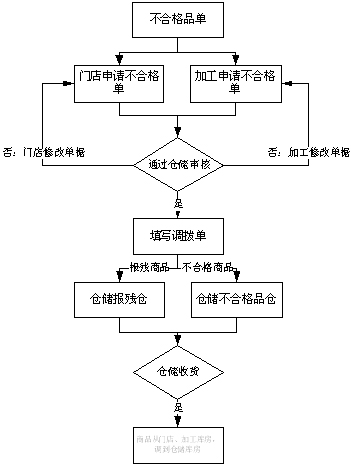 不合格品单
门店申请不合格
单
加工申请不合格
单
否：门店修改单据
否：加工修改单据
通过仓储审核
是
填写调拨单
报残商品
不合格商品
仓储报残仓
仓储不合格品仓
仓储收货
是
商品从门店、加工库房，
调到仓储库房